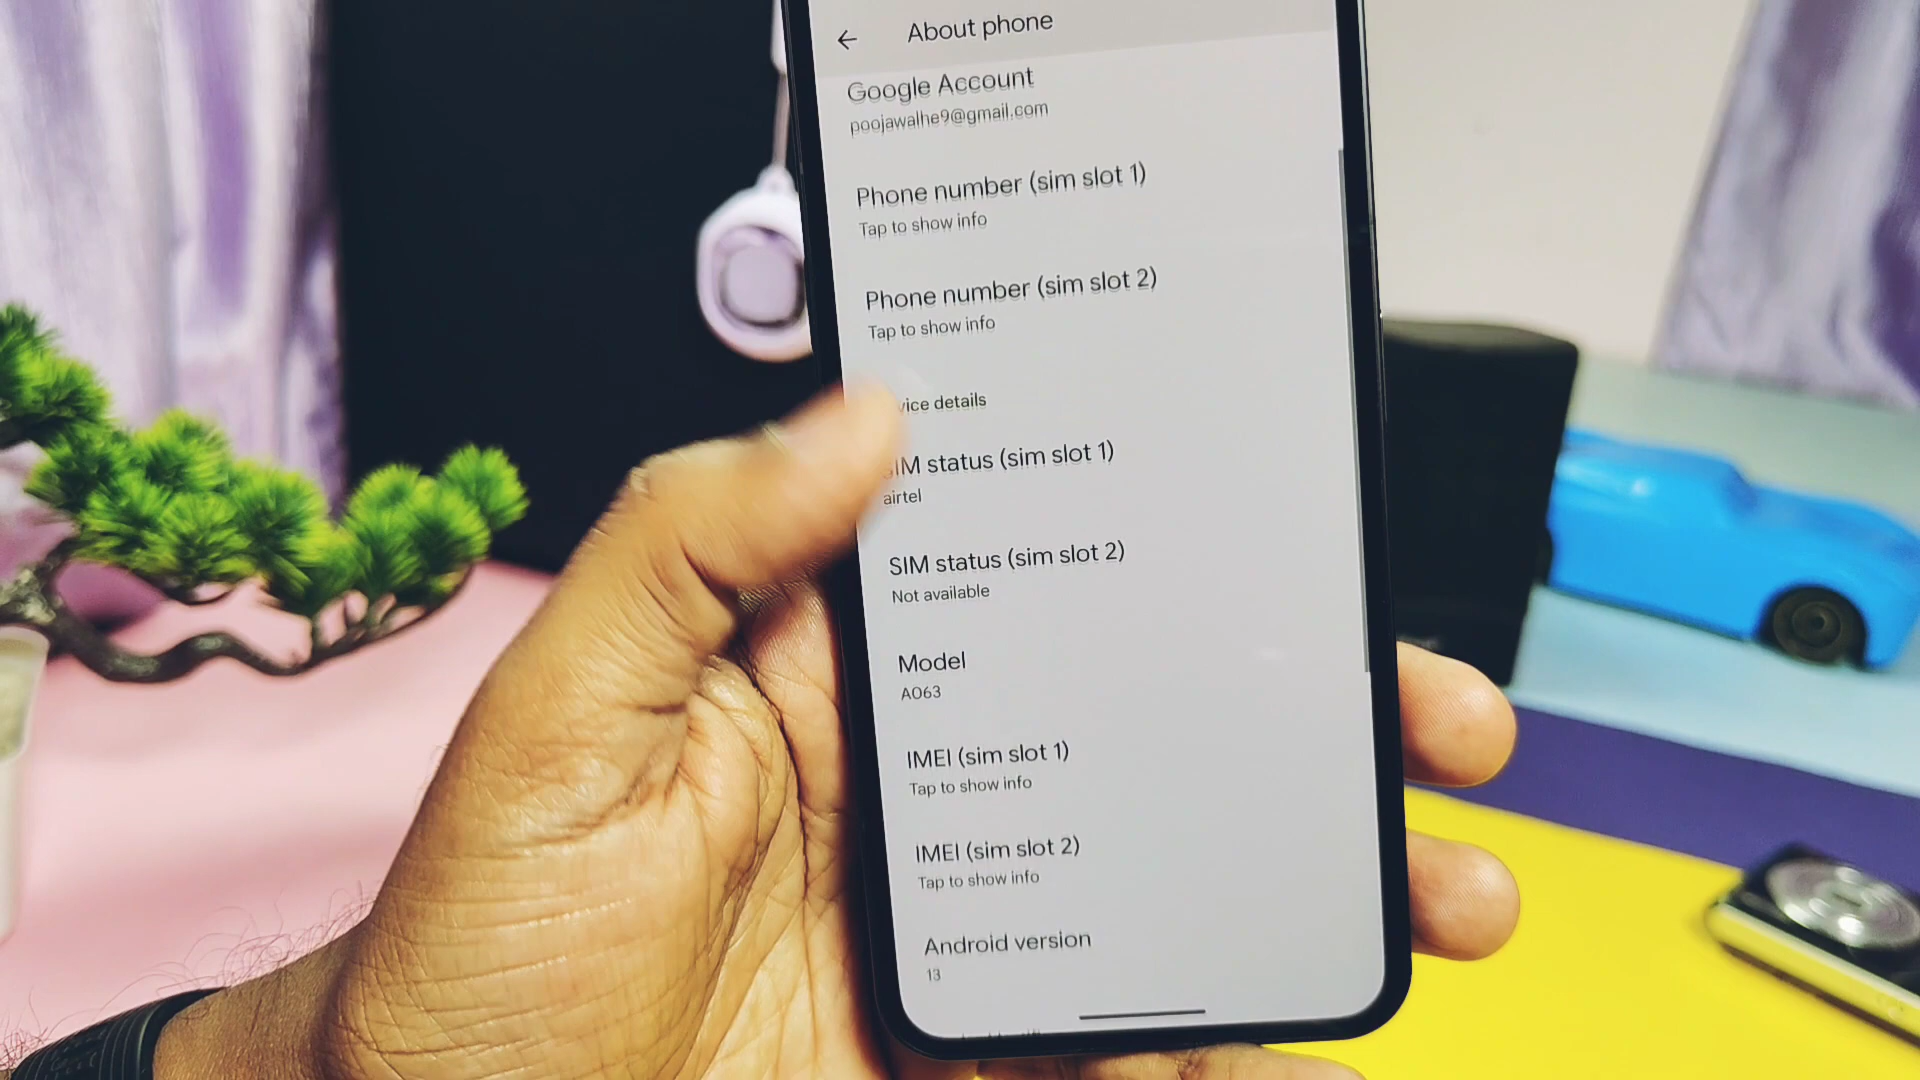 About phone
Google Account
poojawalhe9@gmail.com
Phone number (sim slot 1)
Tap to show info
Phone number (sim slot 2)
Tap to show info
vice details
SIM status (sim slot 1)
airtel
SIM status (sim slot 2)
Not available
Model
A063
IMEI (sim slot 1)
Tap to show info
IMEI (sim slot 2)
Tap to show info
Android version
13